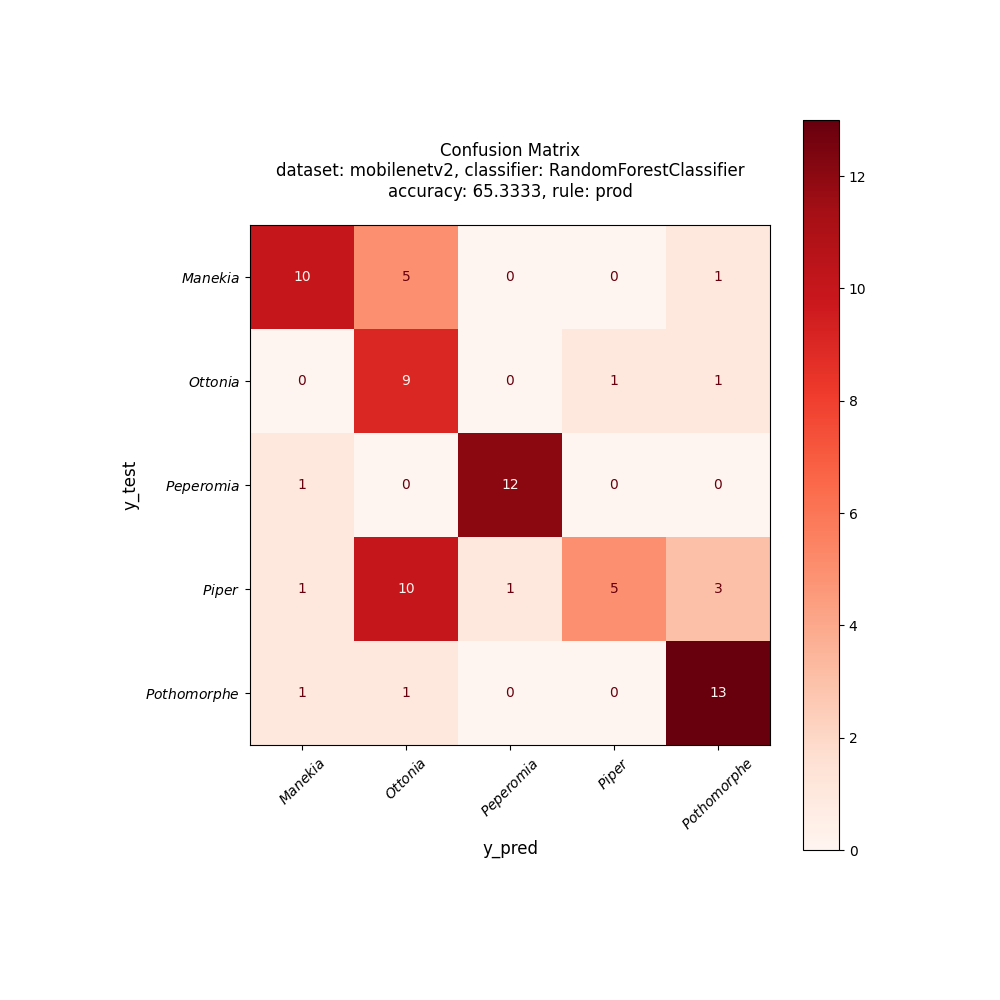 Confusion Matrix
dataset: mobilenetv2, classifier: RandomForestClassifier
accuracy: 65.3333, rule: prod
Manekia 10 5 0 0 1
Ottonia 0 9 0 1 1
Peperomia 1 0 12 0 0
Piper 1 10 1 5 3
Pothomorphe 1 1 0 0 13
y_test
Manekia Ottonia Peperomia Piper Pothomorphe
y_pred
12
10
8
6
4
2
0